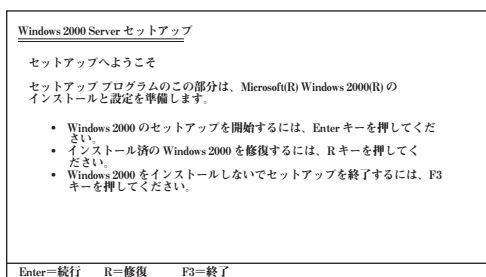 Windows 2000 Server セットアップ
セットアップへようこそ
セットアップ プログラムのこの部分は、Microsoft(R) Windows 2000(R) の
インストールと設定を準備します。
• Windows 2000 のセットアップを開始するには、Enter キーを押してくだ
さい。
• インストール済の Windows 2000 を修復するには、R キーを押してく
ださい。
• Windows 2000 をインストールしないでセットアップを終了するには、F3
キーを押してください。
Enter＝続行 R＝修復 F3＝終了